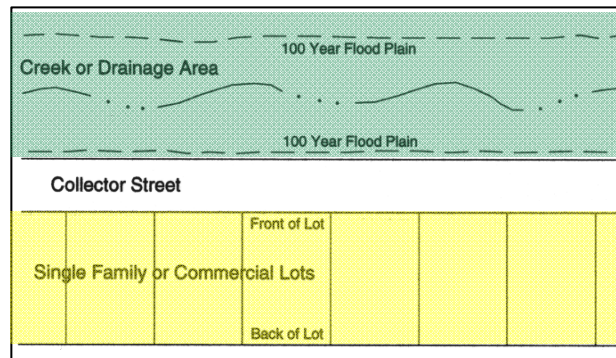 100 Year Flood Plain
Creek or Drainage Area
100 Year Flood Plain
Collector Street
Front of Lot
Single Family or Commercial Lots
Back of Lot